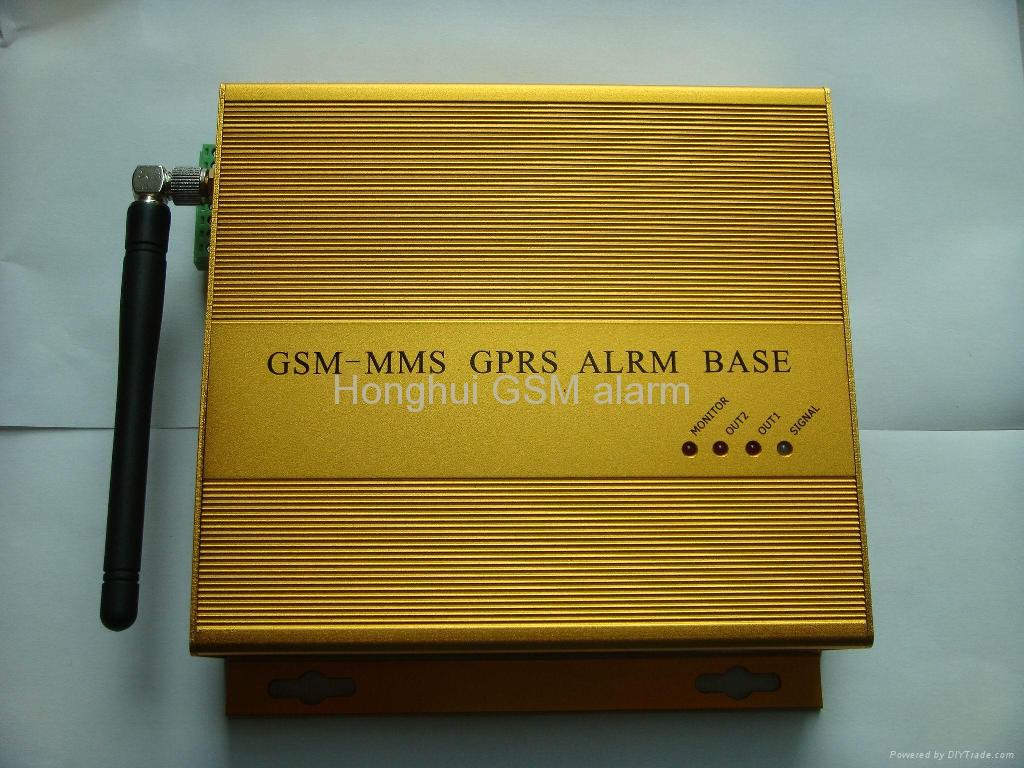 GSM-MMS GPRS ALRM BASE
Honghui GSM alarm
MONITOR
OUT2
OUT1
SIGNAL
Powered by DIYTrade.com